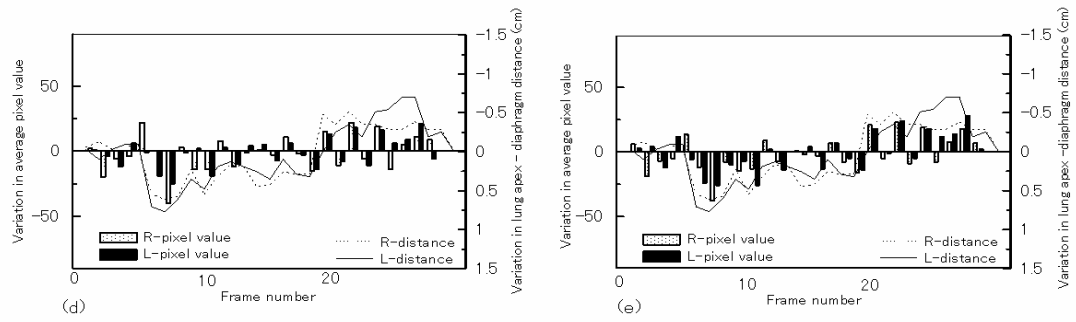 Variation in average pixel value
50
0
−50
-1.5
-1
-0.5
0
0.5
1
1.5
Variation in lung apex－diaphragm distance (cm)
R-pixel value
L-pixel value
R-distance
L-distance
0
10
20
Frame number
(d)
Variation in average pixel value
50
0
−50
-1.5
-1
-0.5
0
0.5
1
1.5
Variation in lung apex-diaphragm distance (cm)
R-pixel value
L-pixel value
R-distance
L-distance
0
10
20
Frame number
(e)